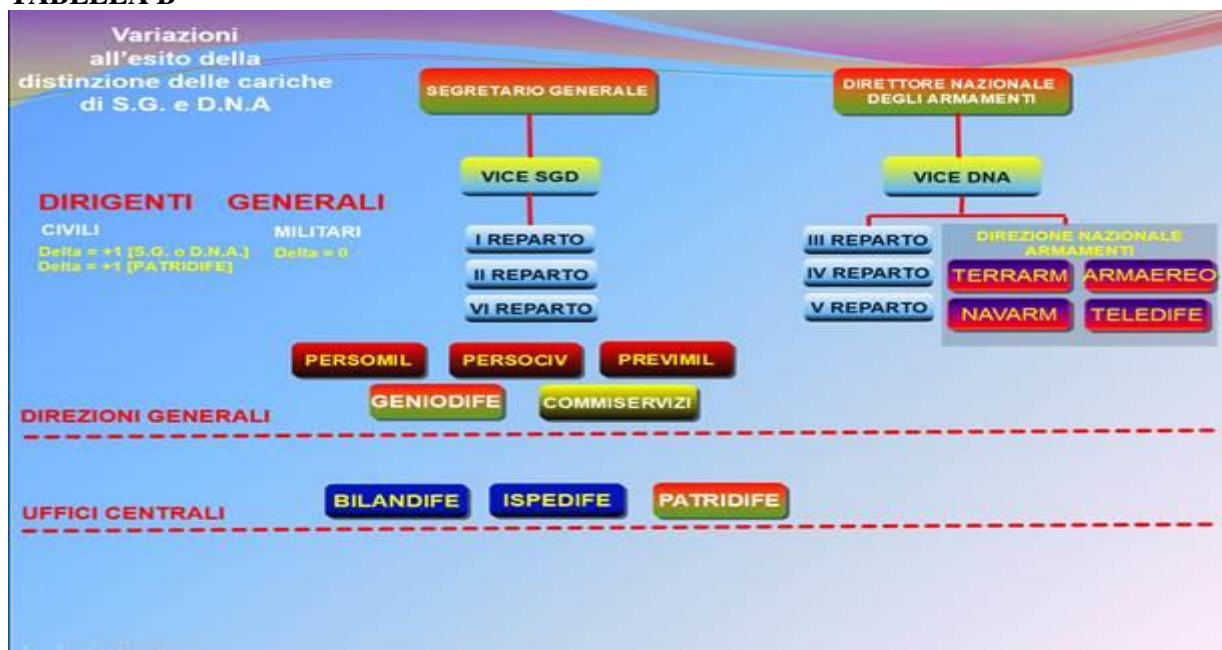 TABELLA B
Variazioni
all'esito della
distinzione delle cariche
di S.G. e D.N.A
SEGRETARIO GENERALE
DIRETTORE NAZIONALE
DEGLI ARMAMENTI
VICE SGD
VICE DNA
DIRIGENTI GENERALI
CIVILI
MILITARI
Delta = +1 [S.G. o D.N.A.]
Delta = 0
Delta = +1 [PATRIDIFE]
I REPARTO
II REPARTO
VI REPARTO
III REPARTO
IV REPARTO
V REPARTO
DIREZIONE NAZIONALE
ARMAMENTI
TERRARM
ARMAEREO
NAVARM
TELEDIFE
PERSOMIL
PERSOCIV
PREVIMIL
GENIODIFE
COMMISERVIZI
DIREZIONI GENERALI
BILANDIFE
ISPEDIFE
PATRIDIFE
UFFICI CENTRALI